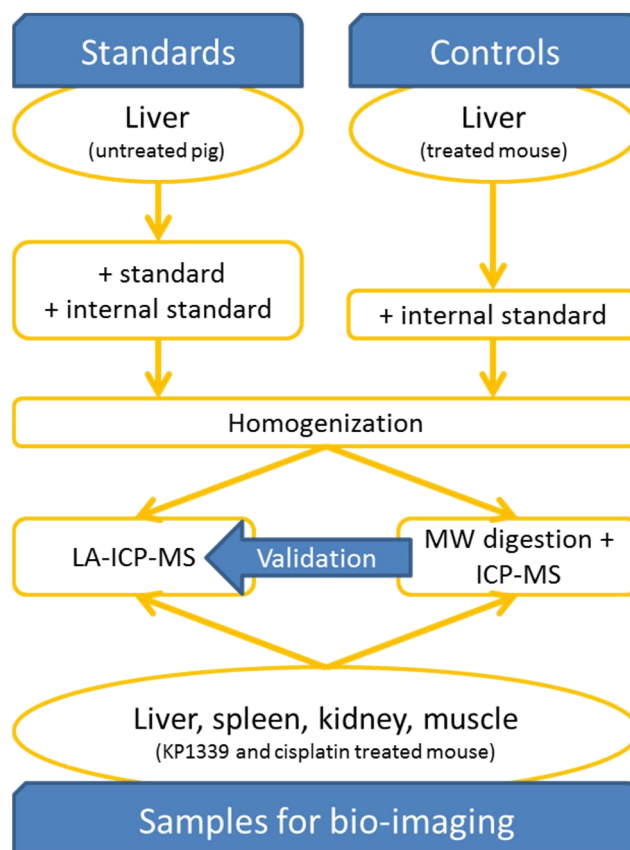 Standards
Controls
Liver
(untreated pig)
Liver
(treated mouse)
+ standard
+ internal standard
+ internal standard
Homogenization
LA-ICP-MS
Validation
MW digestion +
ICP-MS
Liver, spleen, kidney, muscle
(KP1339 and cisplatin treated mouse)
Samples for bio-imaging